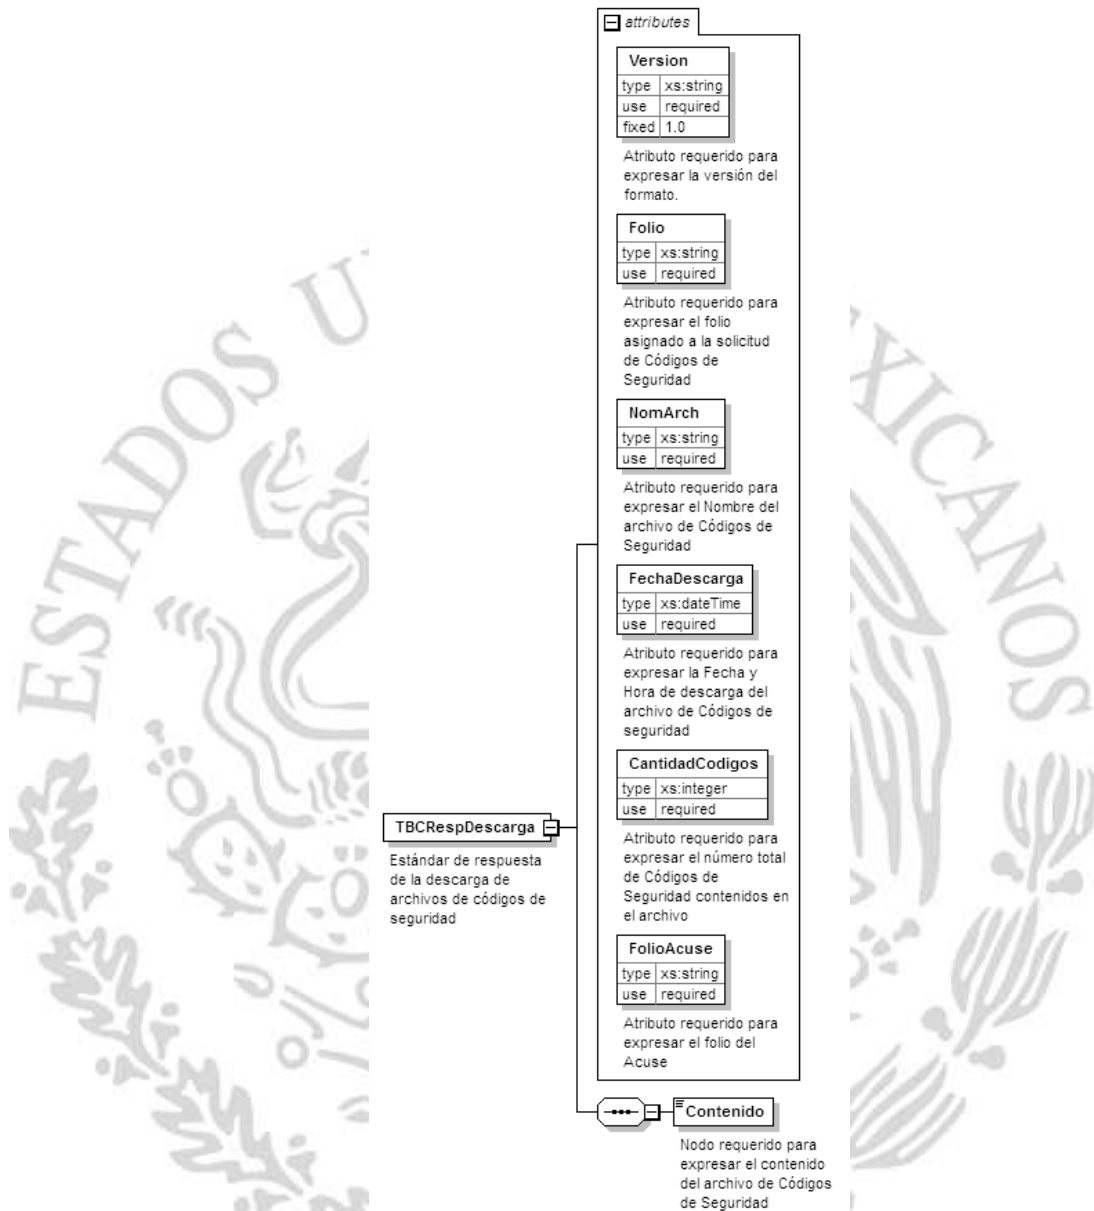 attributes
Version
type xs:string
use required
fixed 1.0
Atributo requerido para
expresar la versión del
formato.
Folio
type xs:string
use required
Atributo requerido para
expresar el folio
asignado a la solicitud
de Códigos de
Seguridad
NomArch
type xs:string
use required
Atributo requerido para
expresar el Nombre del
archivo de Códigos de
Seguridad
FechaDescarga
type xs:dateTime
use required
Atributo requerido para
expresar la Fecha y
Hora de descarga del
archivo de Códigos de
seguridad
CantidadCodigos
type xs:integer
use required
Atributo requerido para
expresar el número total
de Códigos de
Seguridad contenidos en
el archivo
FolioAcuse
type xs:string
use required
Atributo requerido para
expresar el folio del
Acuse
TBCRespDescarga
Estándar de respuesta
de la descarga de
archivos de códigos de
seguridad
Contenido
Nodo requerido para
expresar el contenido
del archivo de Códigos
de Seguridad
ESTADOS U
EXICANOS